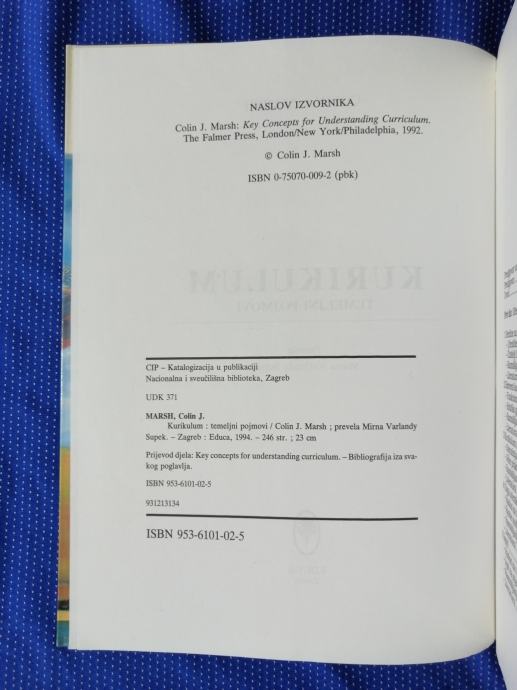 NASLOV IZVORNIKA
Colin J. Marsh: Key Concepts for Understanding Curriculum.
The Falmer Press, London/New York/Philadelphia, 1992.
© Colin J. Marsh
ISBN 0-75070-009-2 (pbk)
KURIKULUM
TEMELJNI POJMOVI
CIP – Katalogizacija u publikaciji
Nacionalna i sveučilišna biblioteka, Zagreb
UDK 371
MARSH, Colin J.
Kurikulum : temeljni pojmovi / Colin J. Marsh ; prevela Mirna Varlandy
Supek. – Zagreb : Educa, 1994. – 246 str. ; 23 cm
Prijevod djela: Key concepts for understanding curriculum. – Bibliografija iza sva-
kog poglavlja.
ISBN 953-6101-02-5
931213134
ISBN 953-6101-02-5